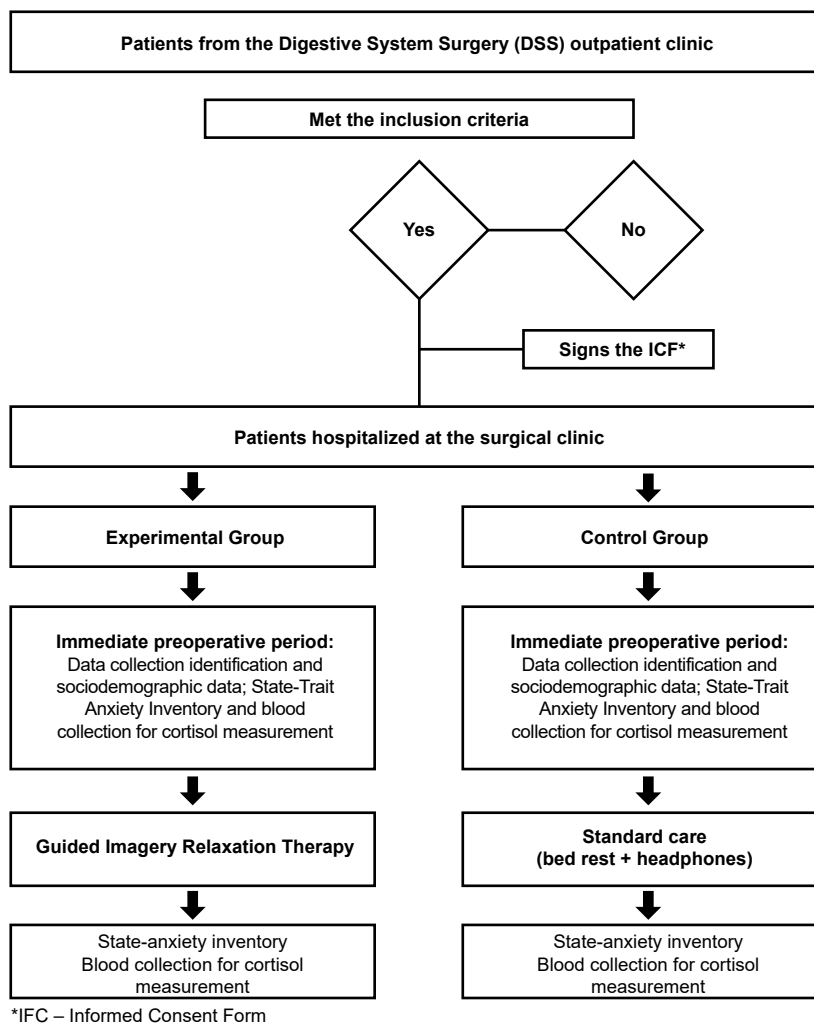 Patients from the Digestive System Surgery (DSS) outpatient clinic
Met the inclusion criteria
Yes
No
Signs the ICF*
Patients hospitalized at the surgical clinic
Experimental Group
Control Group
Immediate preoperative period:
Data collection identification and
sociodemographic data; State-Trait
Anxiety Inventory and blood
collection for cortisol measurement
Immediate preoperative period:
Data collection identification and
sociodemographic data; State-Trait
Anxiety Inventory and blood
collection for cortisol measurement
Guided Imagery Relaxation Therapy
Standard care
(bed rest + headphones)
State-anxiety inventory
Blood collection for cortisol
measurement
State-anxiety inventory
Blood collection for cortisol
measurement
*IFC – Informed Consent Form